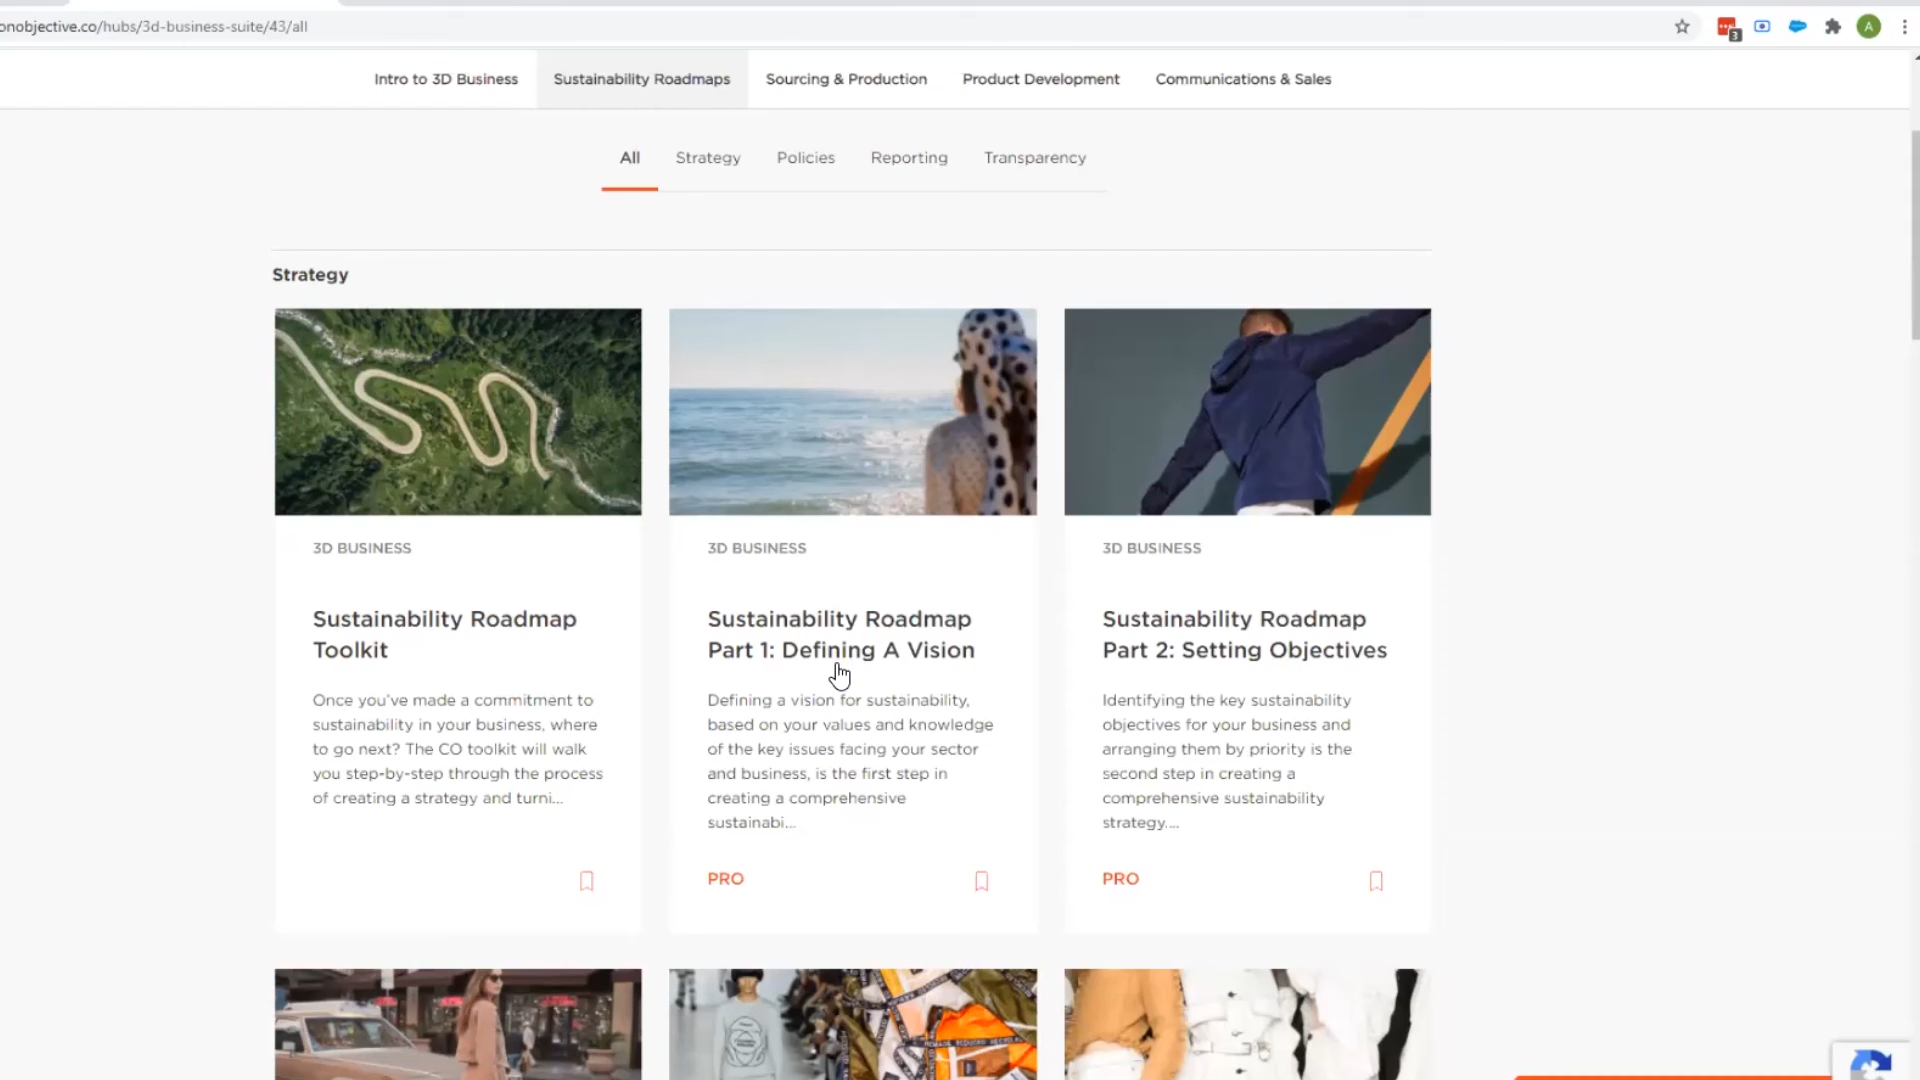 onobjective.co/hubs/3d-business-suite/43/all
3
A
Intro to 3D Business
Sustainability Roadmaps
Sourcing & Production
Product Development
Communications & Sales
All
Strategy
Policies
Reporting
Transparency
Strategy
3D BUSINESS
Sustainability Roadmap
Toolkit
Once you've made a commitment to
sustainability in your business, where
to go next? The CO toolkit will walk
you step-by-step through the process
of creating a strategy and turni...
3D BUSINESS
Sustainability Roadmap
Part 1: Defining A Vision
Defining a vision for sustainability,
based on your values and knowledge
of the key issues facing your sector
and business, is the first step in
creating a comprehensive
sustainabi...
PRO
3D BUSINESS
Sustainability Roadmap
Part 2: Setting Objectives
Identifying the key sustainability
objectives for your business and
arranging them by priority is the
second step in creating a
comprehensive sustainability
strategy....
PRO